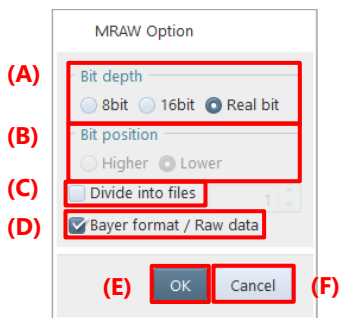 MRAW Option
(A)
Bit depth
8bit 16bit Real bit
(B)
Bit position
Higher Lower
(C)
Divide into files 1
(D)
Bayer format / Raw data
(E) OK Cancel (F)